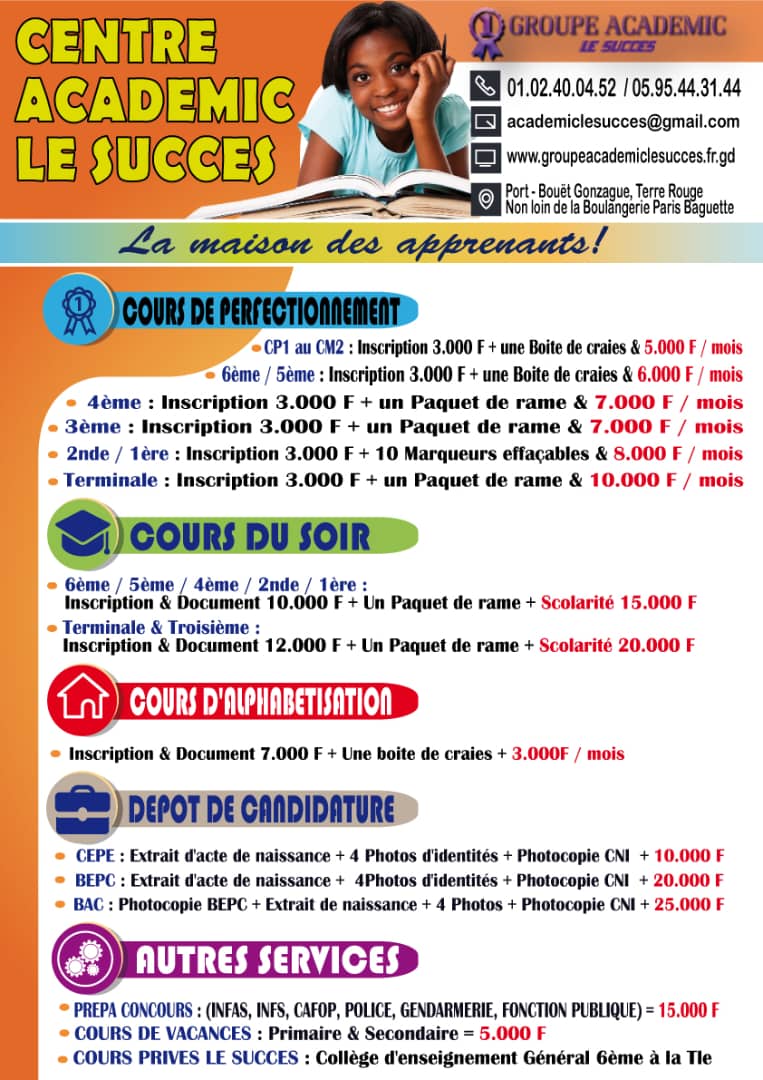 CENTRE
ACADEMIC
LE SUCCES
1 GROUPE ACADEMIC
LE SUCCES
01.02.40.04.52 / 05.95.44.31.44
academiclesucces@gmail.com
www.groupeacademiclesucces.fr.gd
Port - Bouët Gonzague, Terre Rouge
Non loin de la Boulangerie Paris Baguette
La maison des apprenants!
1 COURS DE PERFECTIONNEMENT
• CP1 au CM2 : Inscription 3.000 F + une Boite de craies & 5.000 F / mois
• 6ème / 5ème : Inscription 3.000 F + une Boite de craies & 6.000 F / mois
• 4ème : Inscription 3.000 F + un Paquet de rame & 7.000 F / mois
• 3ème : Inscription 3.000 F + un Paquet de rame & 7.000 F / mois
• 2nde / 1ère : Inscription 3.000 F + 10 Marqueurs effaçables & 8.000 F / mois
• Terminale : Inscription 3.000 F + un Paquet de rame & 10.000 F / mois
COURS DU SOIR
• 6ème / 5ème / 4ème / 2nde / 1ère :
Inscription & Document 10.000 F + Un Paquet de rame + Scolarité 15.000 F
• Terminale & Troisième :
Inscription & Document 12.000 F + Un Paquet de rame + Scolarité 20.000 F
COURS D'ALPHABETISATION
• Inscription & Document 7.000 F + Une boite de craies + 3.000F / mois
DEPOT DE CANDIDATURE
• CEPE : Extrait d'acte de naissance + 4 Photos d'identités + Photocopie CNI + 10.000 F
• BEPC : Extrait d'acte de naissance + 4Photos d'identités + Photocopie CNI + 20.000 F
• BAC : Photocopie BEPC + Extrait de naissance + 4 Photos + Photocopie CNI + 25.000 F
AUTRES SERVICES
• PREPA CONCOURS : (INFAS, INFS, CAFOP, POLICE, GENDARMERIE, FONCTION PUBLIQUE) = 15.000 F
• COURS DE VACANCES : Primaire & Secondaire = 5.000 F
• COURS PRIVES LE SUCCES : Collège d'enseignement Général 6ème à la Tle